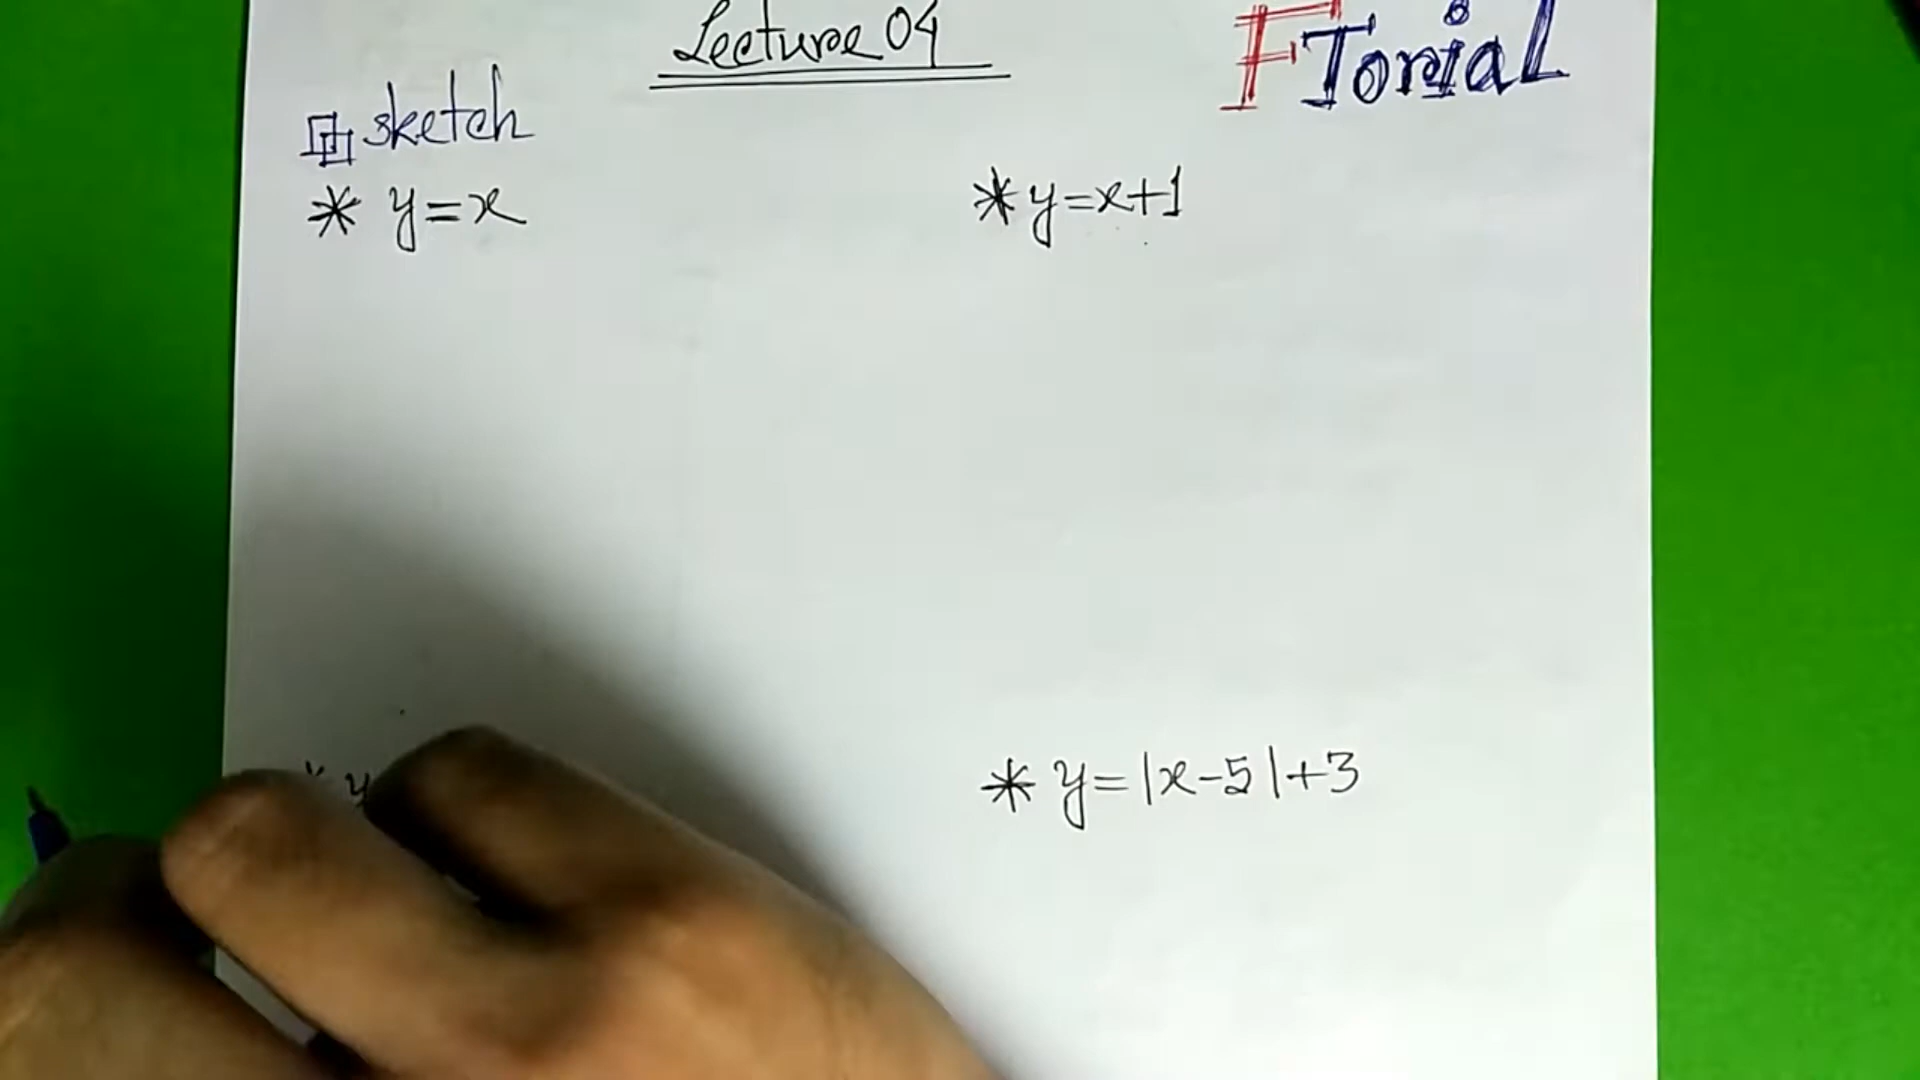 Lecture 04
FTorial
sketch
* y=x
* y=x+1
* y
* y=|x-5|+3